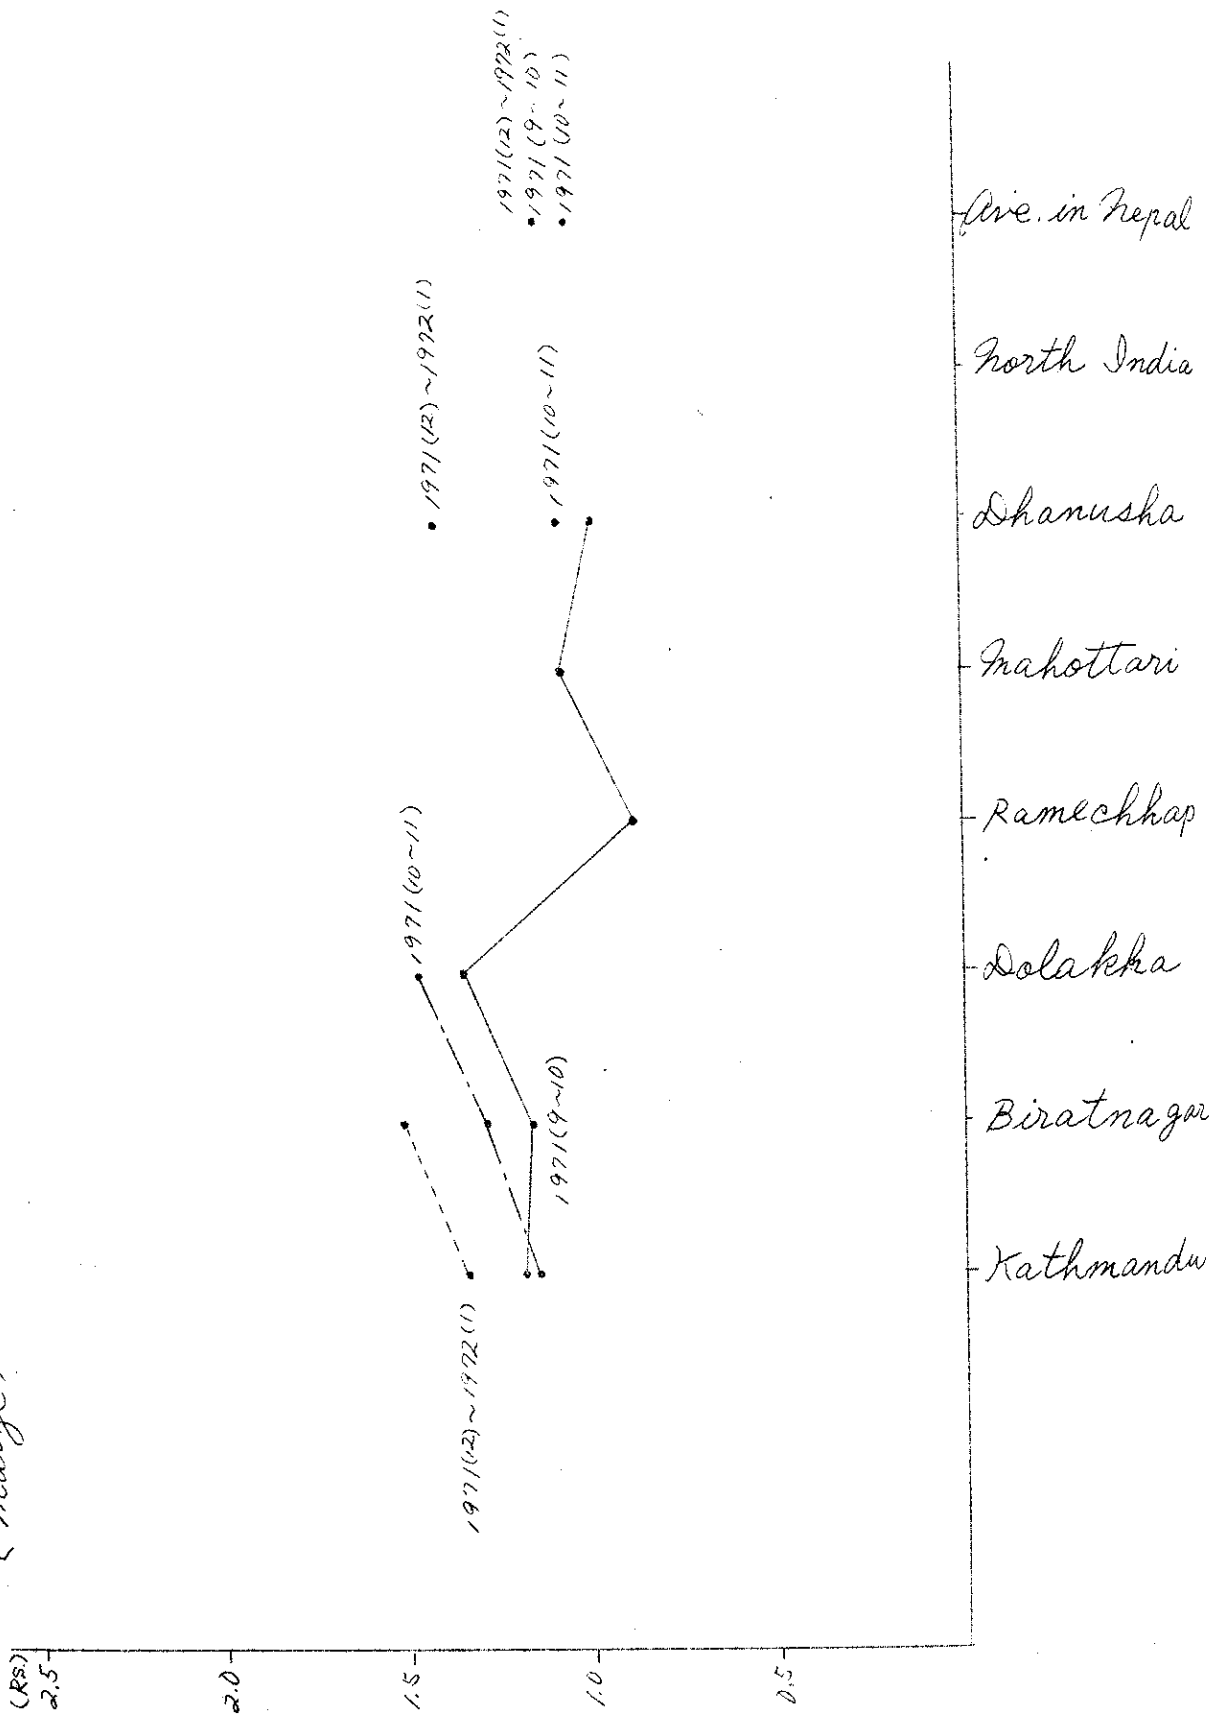 (Rs.)
2.5
2.0
1.5
1.0
0.5
1971(12)~1972(1)
1971(9~10)
1971(10~11)
1971(12)~1972(1)
1971(10~11)
1971(10~11)
1971(9~10)
1971(12)~1972(1)
Ave. in Nepal
North India
Dhanusha
Mahottari
Ramechhap
Dolakha
Biratnagar
Kathmandu